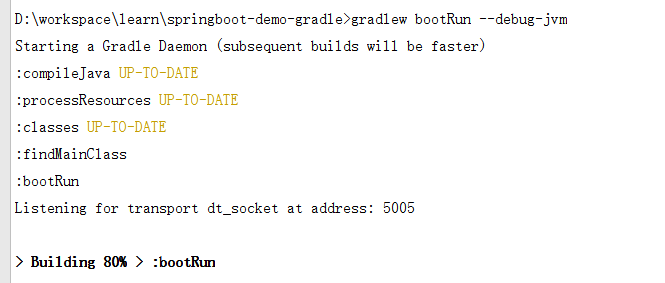 D:\workspace\learn\springboot-demo-gradle>gradlew bootRun --debug-jvm
Starting a Gradle Daemon (subsequent builds will be faster)
:compileJava UP-TO-DATE
:processResources UP-TO-DATE
:classes UP-TO-DATE
:findMainClass
:bootRun
Listening for transport dt_socket at address: 5005
> Building 80% > :bootRun